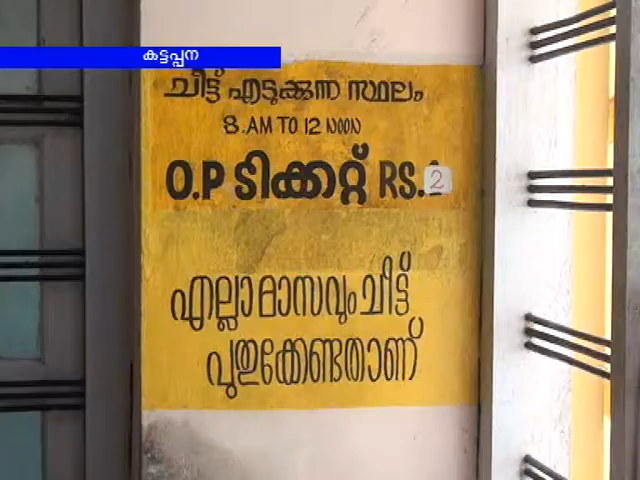 കട്ടപ്പന
ചീട്ട് എടുക്കുന്ന സ്ഥലം
8.AM TO 12 NOON
O.P ടിക്കറ്റ് RS.2
എല്ലാമാസവും ചീട്ട്
പുതുക്കേണ്ടതാണ്